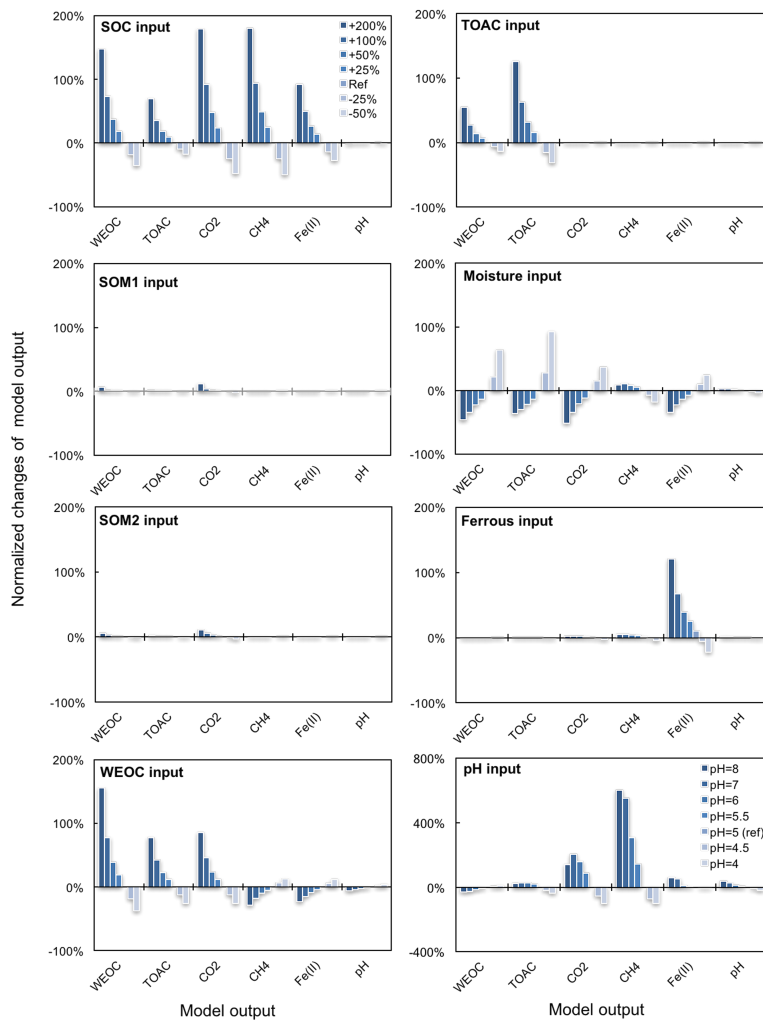 Normalized changes of model output
200%
100%
0%
-100%
SOC input
+200%
+100%
+50%
+25%
Ref
-25%
-50%
WEOC
TOAC
CO2
CH4
Fe(II)
pH
200%
100%
0%
-100%
TOAC input
WEOC
TOAC
CO2
CH4
Fe(II)
pH
200%
100%
0%
-100%
SOM1 input
WEOC
TOAC
CO2
CH4
Fe(II)
pH
200%
100%
0%
-100%
Moisture input
WEOC
TOAC
CO2
CH4
Fe(II)
pH
200%
100%
0%
-100%
SOM2 input
WEOC
TOAC
CO2
CH4
Fe(II)
pH
200%
100%
0%
-100%
Ferrous input
WEOC
TOAC
CO2
CH4
Fe(II)
pH
200%
100%
0%
-100%
WEOC input
WEOC
TOAC
CO2
CH4
Fe(II)
pH
Model output
800%
400%
0%
-400%
pH input
pH=8
pH=7
pH=6
pH=5.5
pH=5 (ref)
pH=4.5
pH=4
WEOC
TOAC
CO2
CH4
Fe(II)
pH
Model output